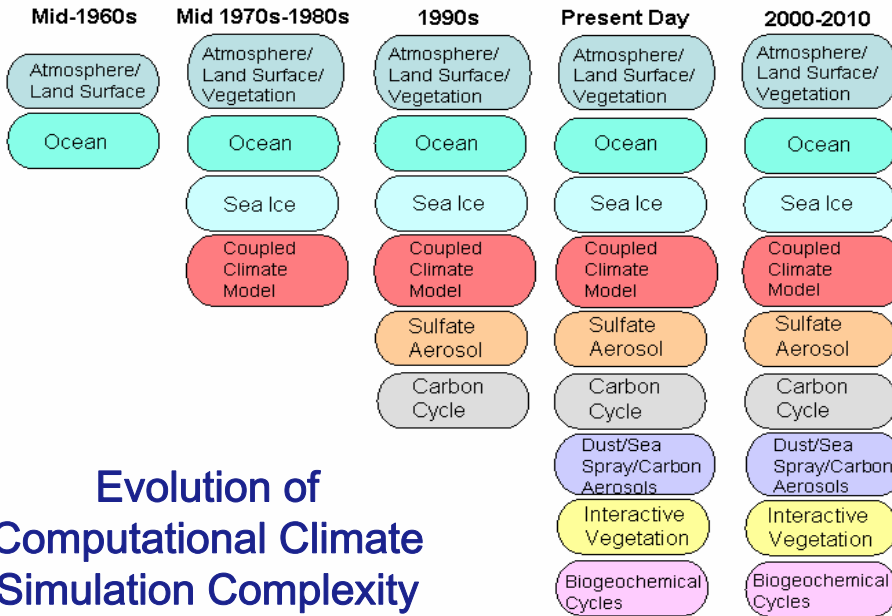 Mid-1960s
Mid 1970s-1980s
1990s
Present Day
2000-2010
Atmosphere/
Land Surface
Ocean
Atmosphere/
Land Surface/
Vegetation
Ocean
Sea Ice
Coupled
Climate
Model
Atmosphere/
Land Surface/
Vegetation
Ocean
Sea Ice
Coupled
Climate
Model
Sulfate
Aerosol
Carbon
Cycle
Atmosphere/
Land Surface/
Vegetation
Ocean
Sea Ice
Coupled
Climate
Model
Sulfate
Aerosol
Carbon
Cycle
Dust/Sea
Spray/Carbon
Aerosols
Interactive
Vegetation
Biogeochemical
Cycles
Atmosphere/
Land Surface/
Vegetation
Ocean
Sea Ice
Coupled
Climate
Model
Sulfate
Aerosol
Carbon
Cycle
Dust/Sea
Spray/Carbon
Aerosols
Interactive
Vegetation
Biogeochemical
Cycles
Evolution of
Computational Climate
Simulation Complexity